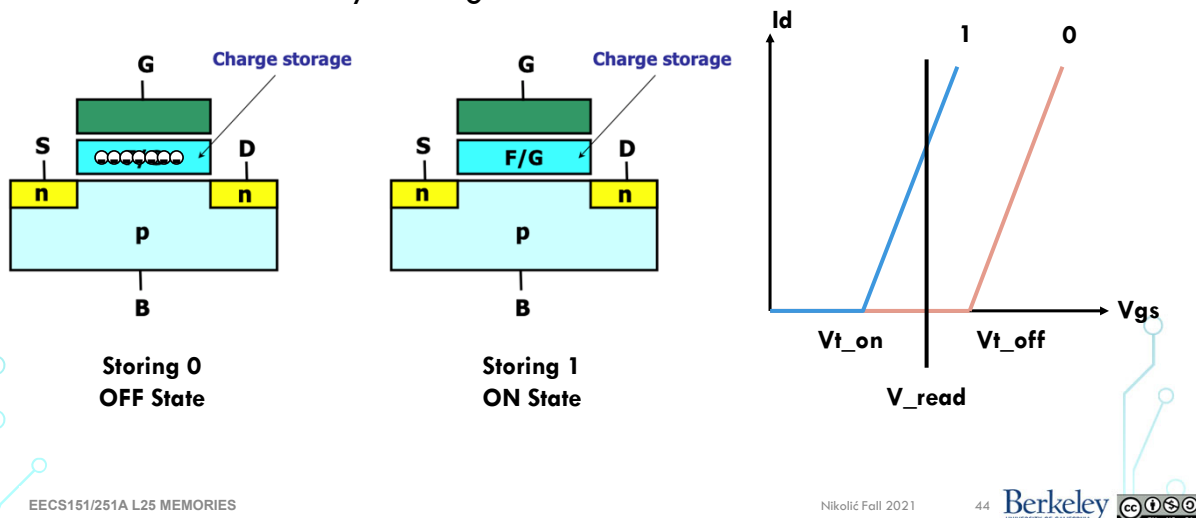 G
Charge storage
S
D
n
n
p
B
Storing 0
OFF State
G
Charge storage
S
F/G
D
n
n
p
B
Storing 1
ON State
Id
1
0
Vgs
Vt_on
Vt_off
V_read
EECS151/251A L25 MEMORIES
Nikolić Fall 2021
44
Berkeley
cc